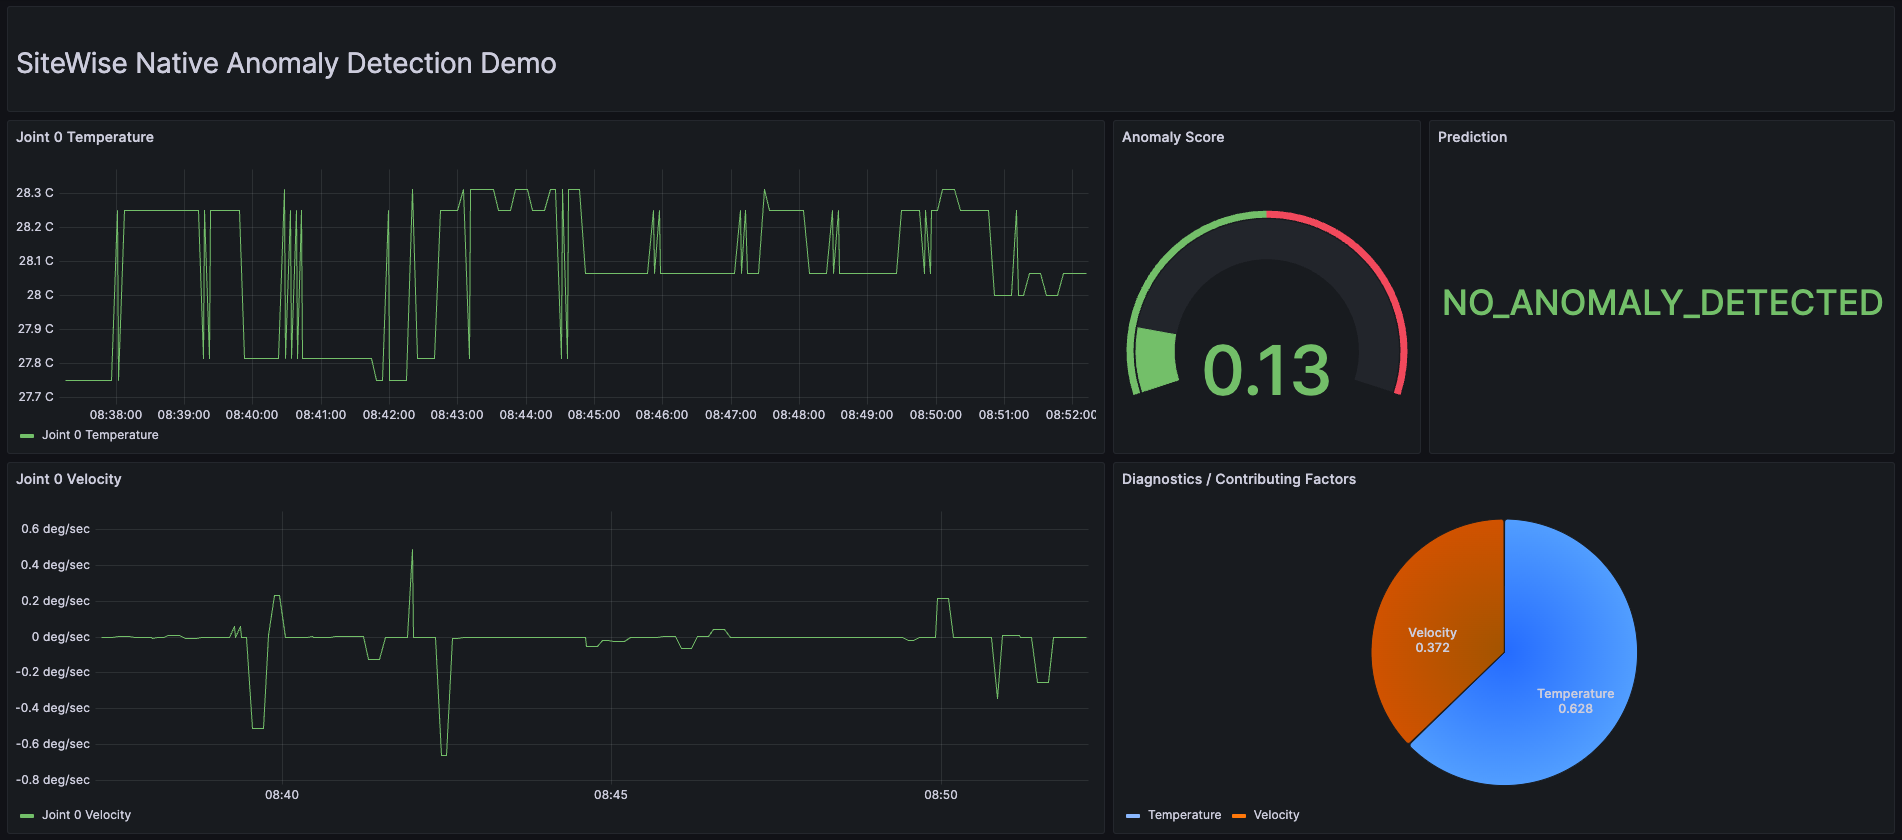 SiteWise Native Anomaly Detection Demo
Joint 0 Temperature
28.3 C
28.2 C
28.1 C
28 C
27.9 C
27.8 C
27.7 C
08:38:00 08:39:00 08:40:00 08:41:00 08:42:00 08:43:00 08:44:00 08:45:00 08:46:00 08:47:00 08:48:00 08:49:00 08:50:00 08:51:00 08:52:00
Joint 0 Temperature
Anomaly Score
0.13
Prediction
NO_ANOMALY_DETECTED
Joint 0 Velocity
0.6 deg/sec
0.4 deg/sec
0.2 deg/sec
0 deg/sec
-0.2 deg/sec
-0.4 deg/sec
-0.6 deg/sec
-0.8 deg/sec
08:40 08:45 08:50
Joint 0 Velocity
Diagnostics / Contributing Factors
Velocity
0.372
Temperature
0.628
Temperature Velocity